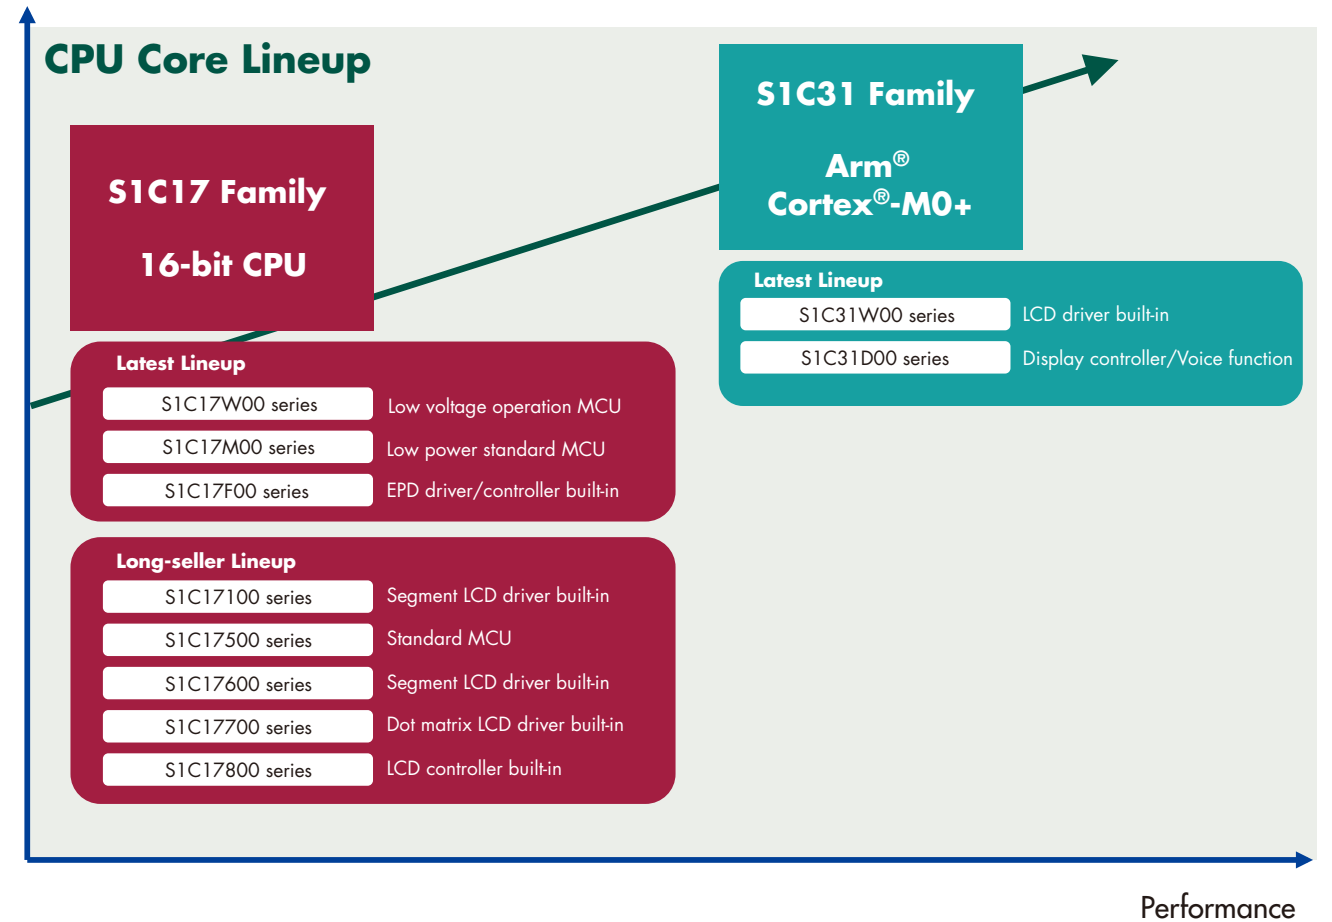 CPU Core Lineup
S1C17 Family
16-bit CPU
Latest Lineup
S1C17W00 series Low voltage operation MCU
S1C17M00 series Low power standard MCU
S1C17F00 series EPD driver/controller built-in
Long-seller Lineup
S1C17100 series Segment LCD driver built-in
S1C17500 series Standard MCU
S1C17600 series Segment LCD driver built-in
S1C17700 series Dot matrix LCD driver built-in
S1C17800 series LCD controller built-in
S1C31 Family
Arm®
Cortex®-M0+
Latest Lineup
S1C31W00 series LCD driver built-in
S1C31D00 series Display controller/Voice function
Performance